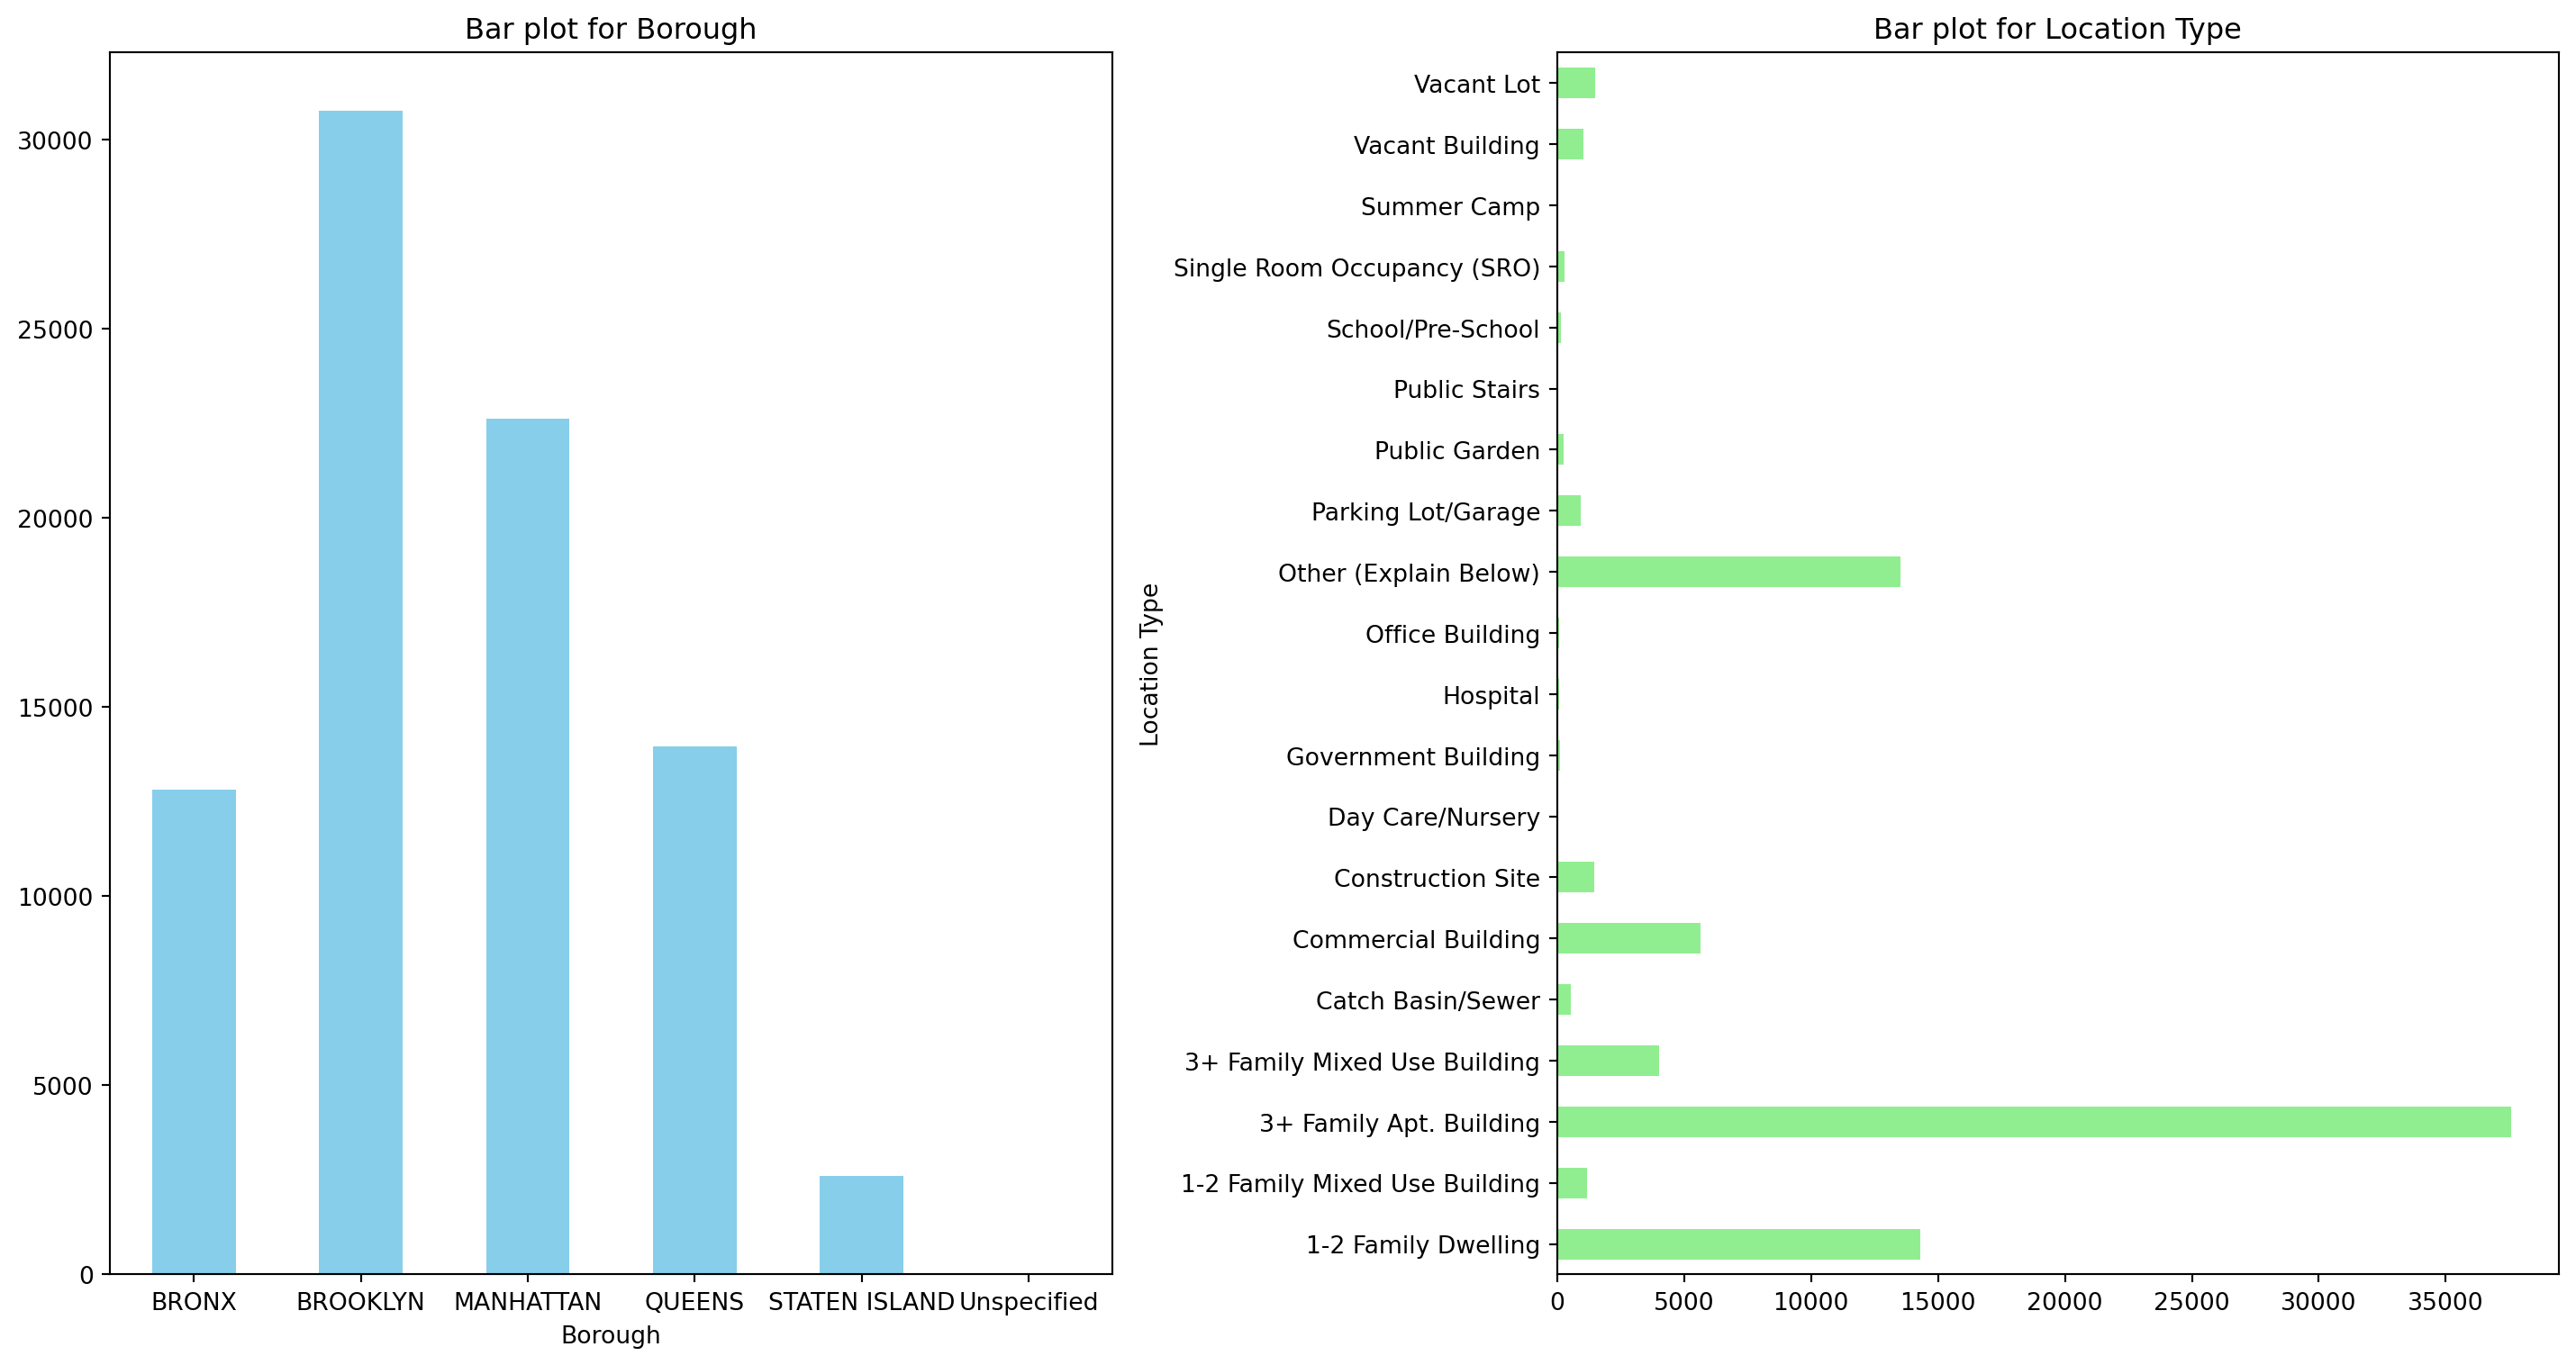 Bar plot for Borough
30000
25000
20000
15000
10000
5000
0
BRONX BROOKLYN MANHATTAN QUEENS STATEN ISLAND Unspecified
Borough
Bar plot for Location Type
Location Type
Vacant Lot
Vacant Building
Summer Camp
Single Room Occupancy (SRO)
School/Pre-School
Public Stairs
Public Garden
Parking Lot/Garage
Other (Explain Below)
Office Building
Hospital
Government Building
Day Care/Nursery
Construction Site
Commercial Building
Catch Basin/Sewer
3+ Family Mixed Use Building
3+ Family Apt. Building
1-2 Family Mixed Use Building
1-2 Family Dwelling
0 5000 10000 15000 20000 25000 30000 35000